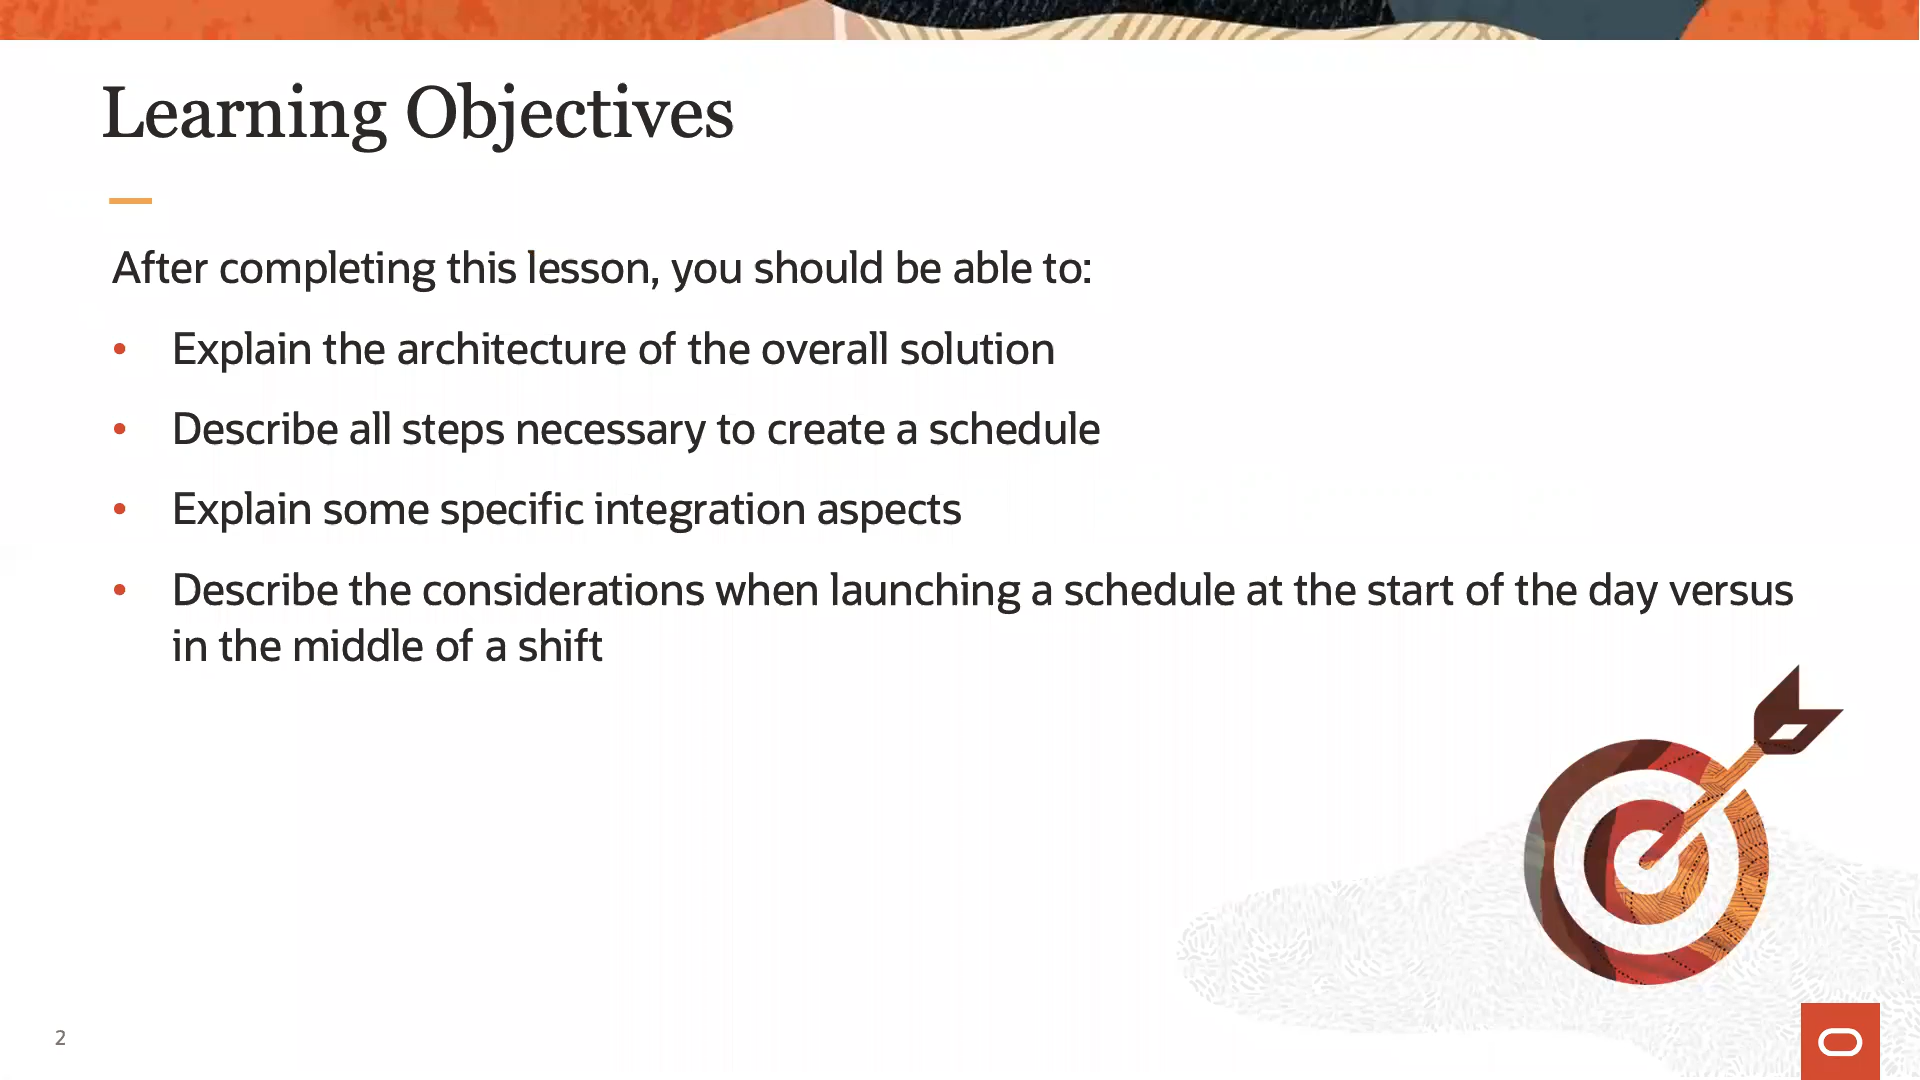 Learning Objectives
After completing this lesson, you should be able to:
• Explain the architecture of the overall solution
• Describe all steps necessary to create a schedule
• Explain some specific integration aspects
• Describe the considerations when launching a schedule at the start of the day versus
in the middle of a shift
2